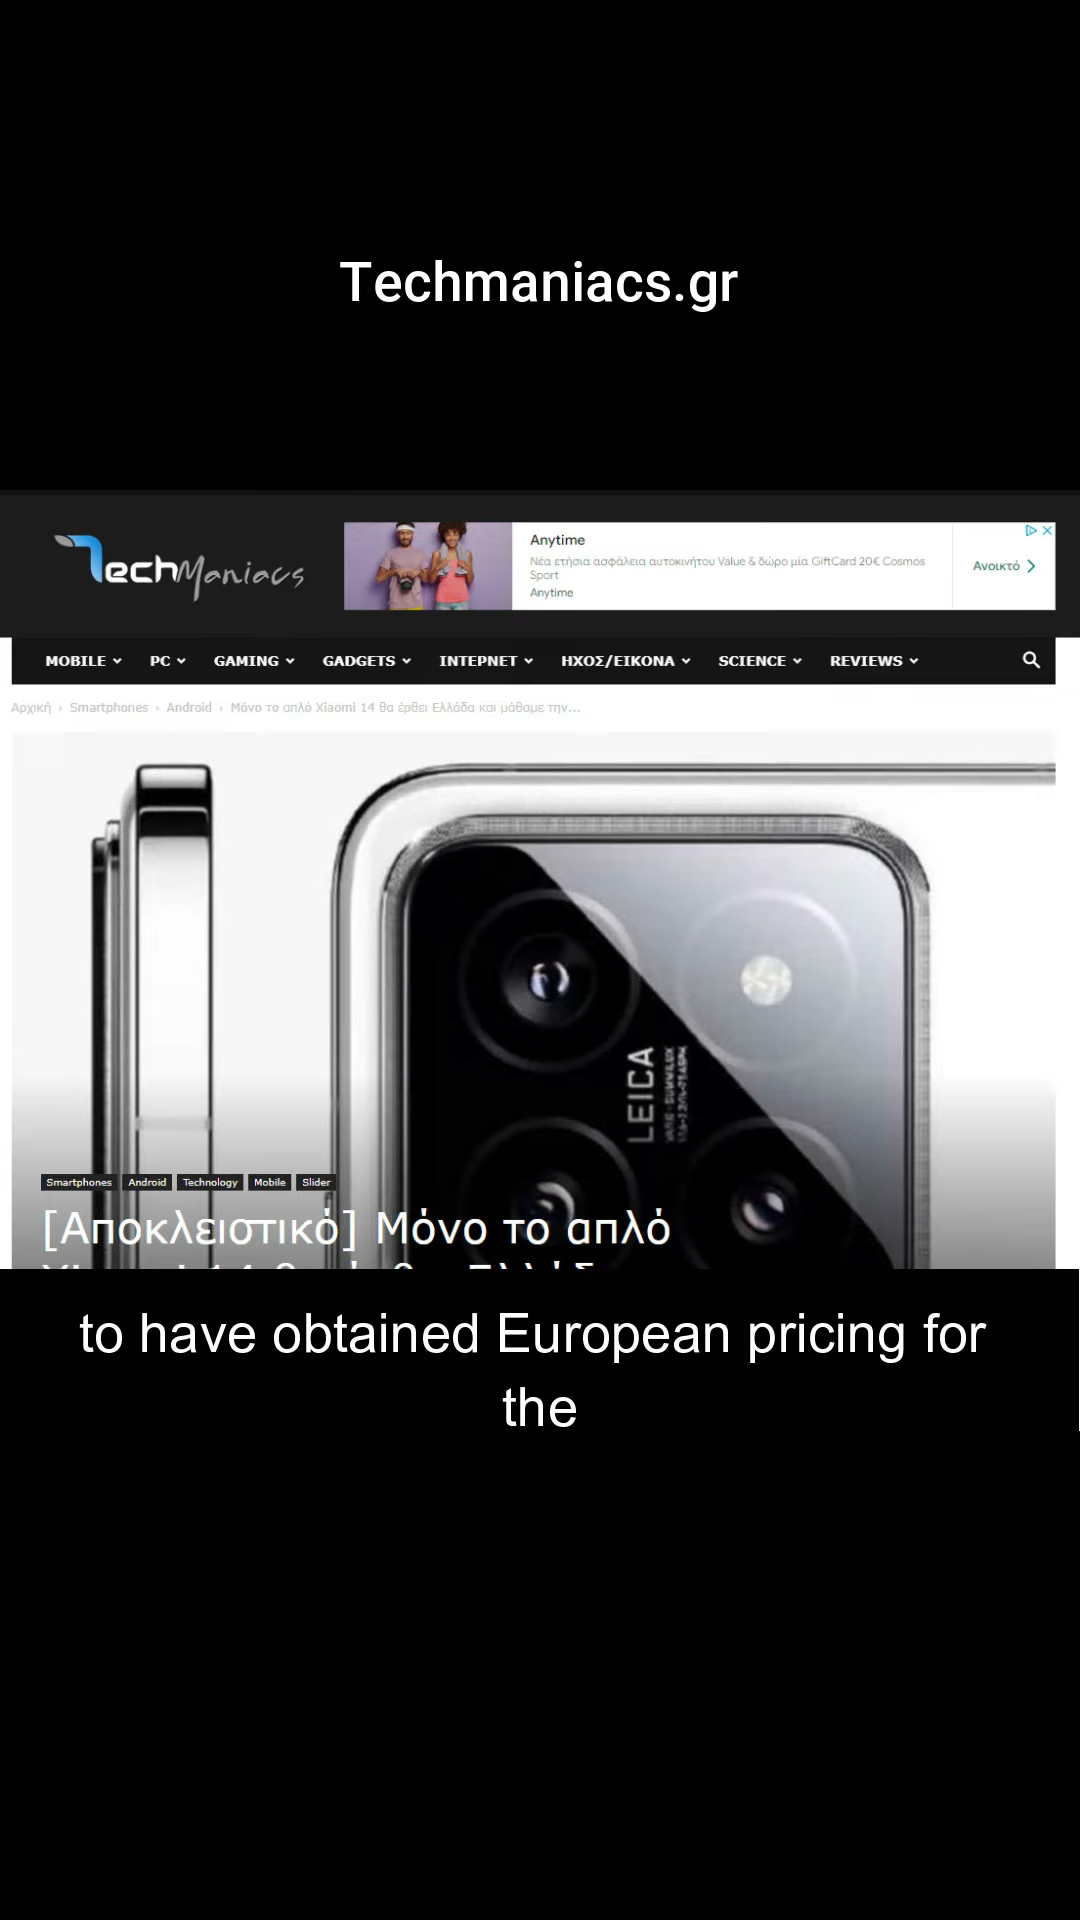 Techmaniacs.gr
TechManiacs
Anytime
Νέα ετήσια ασφάλεια αυτοκινήτου Value & δώρο μία GiftCard 20€ Cosmos
Sport
Anytime
Ανοικτό
MOBILE PC GAMING GADGETS ΙΝΤΕΡΝΕΤ ΗΧΟΣ/ΕΙΚΟΝΑ SCIENCE REVIEWS
Αρχική › Smartphones › Android › Μόνο το απλό Xiaomi 14 θα έρθει Ελλάδα και μάθαμε την...
LEICA
Smartphones Android Technology Mobile Slider
[Αποκλειστικό] Μόνο το απλό
to have obtained European pricing for
the